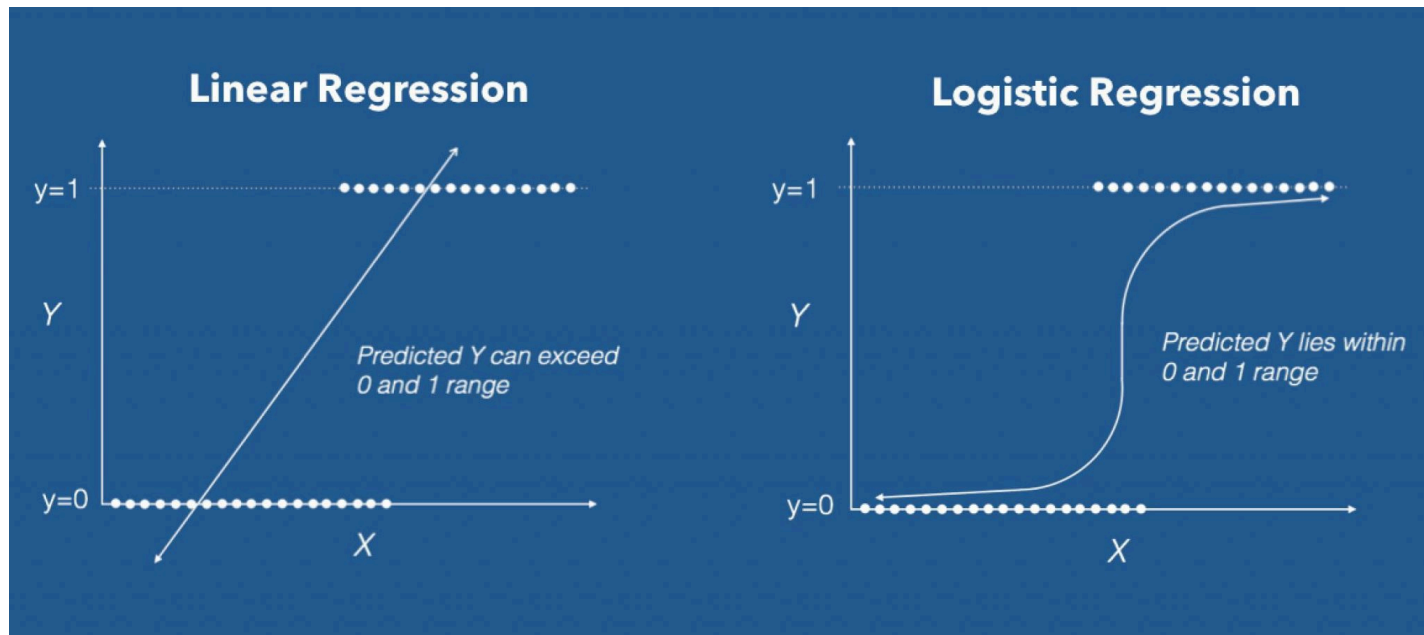 Linear Regression
y=1
Y
Predicted Y can exceed
0 and 1 range
y=0
X
Logistic Regression
y=1
Y
Predicted Y lies within
0 and 1 range
y=0
X